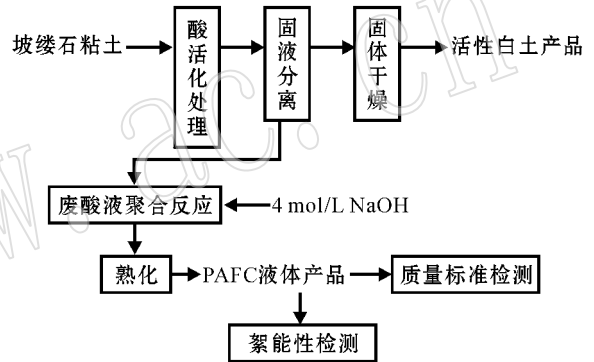 坡缕石粘土
酸活化处理
固液分离
固体干燥
活性白土产品
废酸液聚合反应
4 mol/L NaOH
熟化
PAFC液体产品
质量标准检测
絮能性检测
w.ac.cn